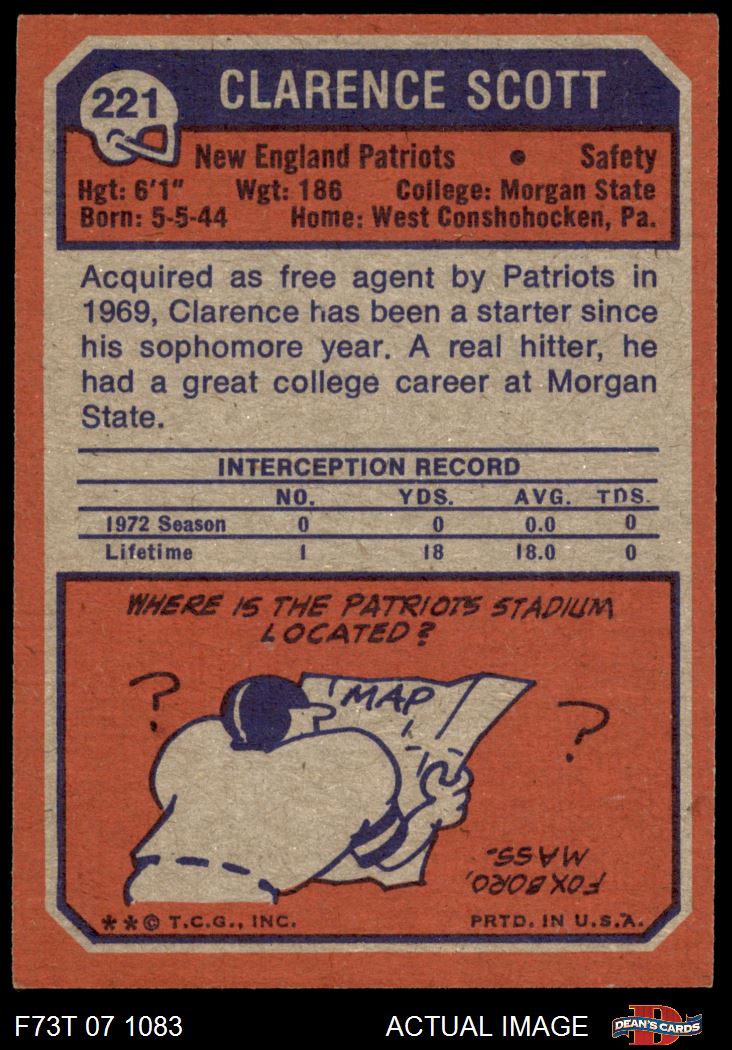 221
CLARENCE SCOTT
New England Patriots • Safety
Hgt: 6'1" Wgt: 186 College: Morgan State
Born: 5-5-44 Home: West Conshohocken, Pa.
Acquired as free agent by Patriots in
1969, Clarence has been a starter since
his sophomore year. A real hitter, he
had a great college career at Morgan
State.
INTERCEPTION RECORD
NO. YDS. AVG. TDS.
1972 Season 0 0 0.0 0
Lifetime 1 18 18.0 0
WHERE IS THE PATRIOTS STADIUM
LOCATED?
? MAP ?
FOXBORO,
MASS.
**© T.C.G., INC. PRTD. IN U.S.A.
F73T 07 1083 ACTUAL IMAGE
D
DEAN'S CARDS